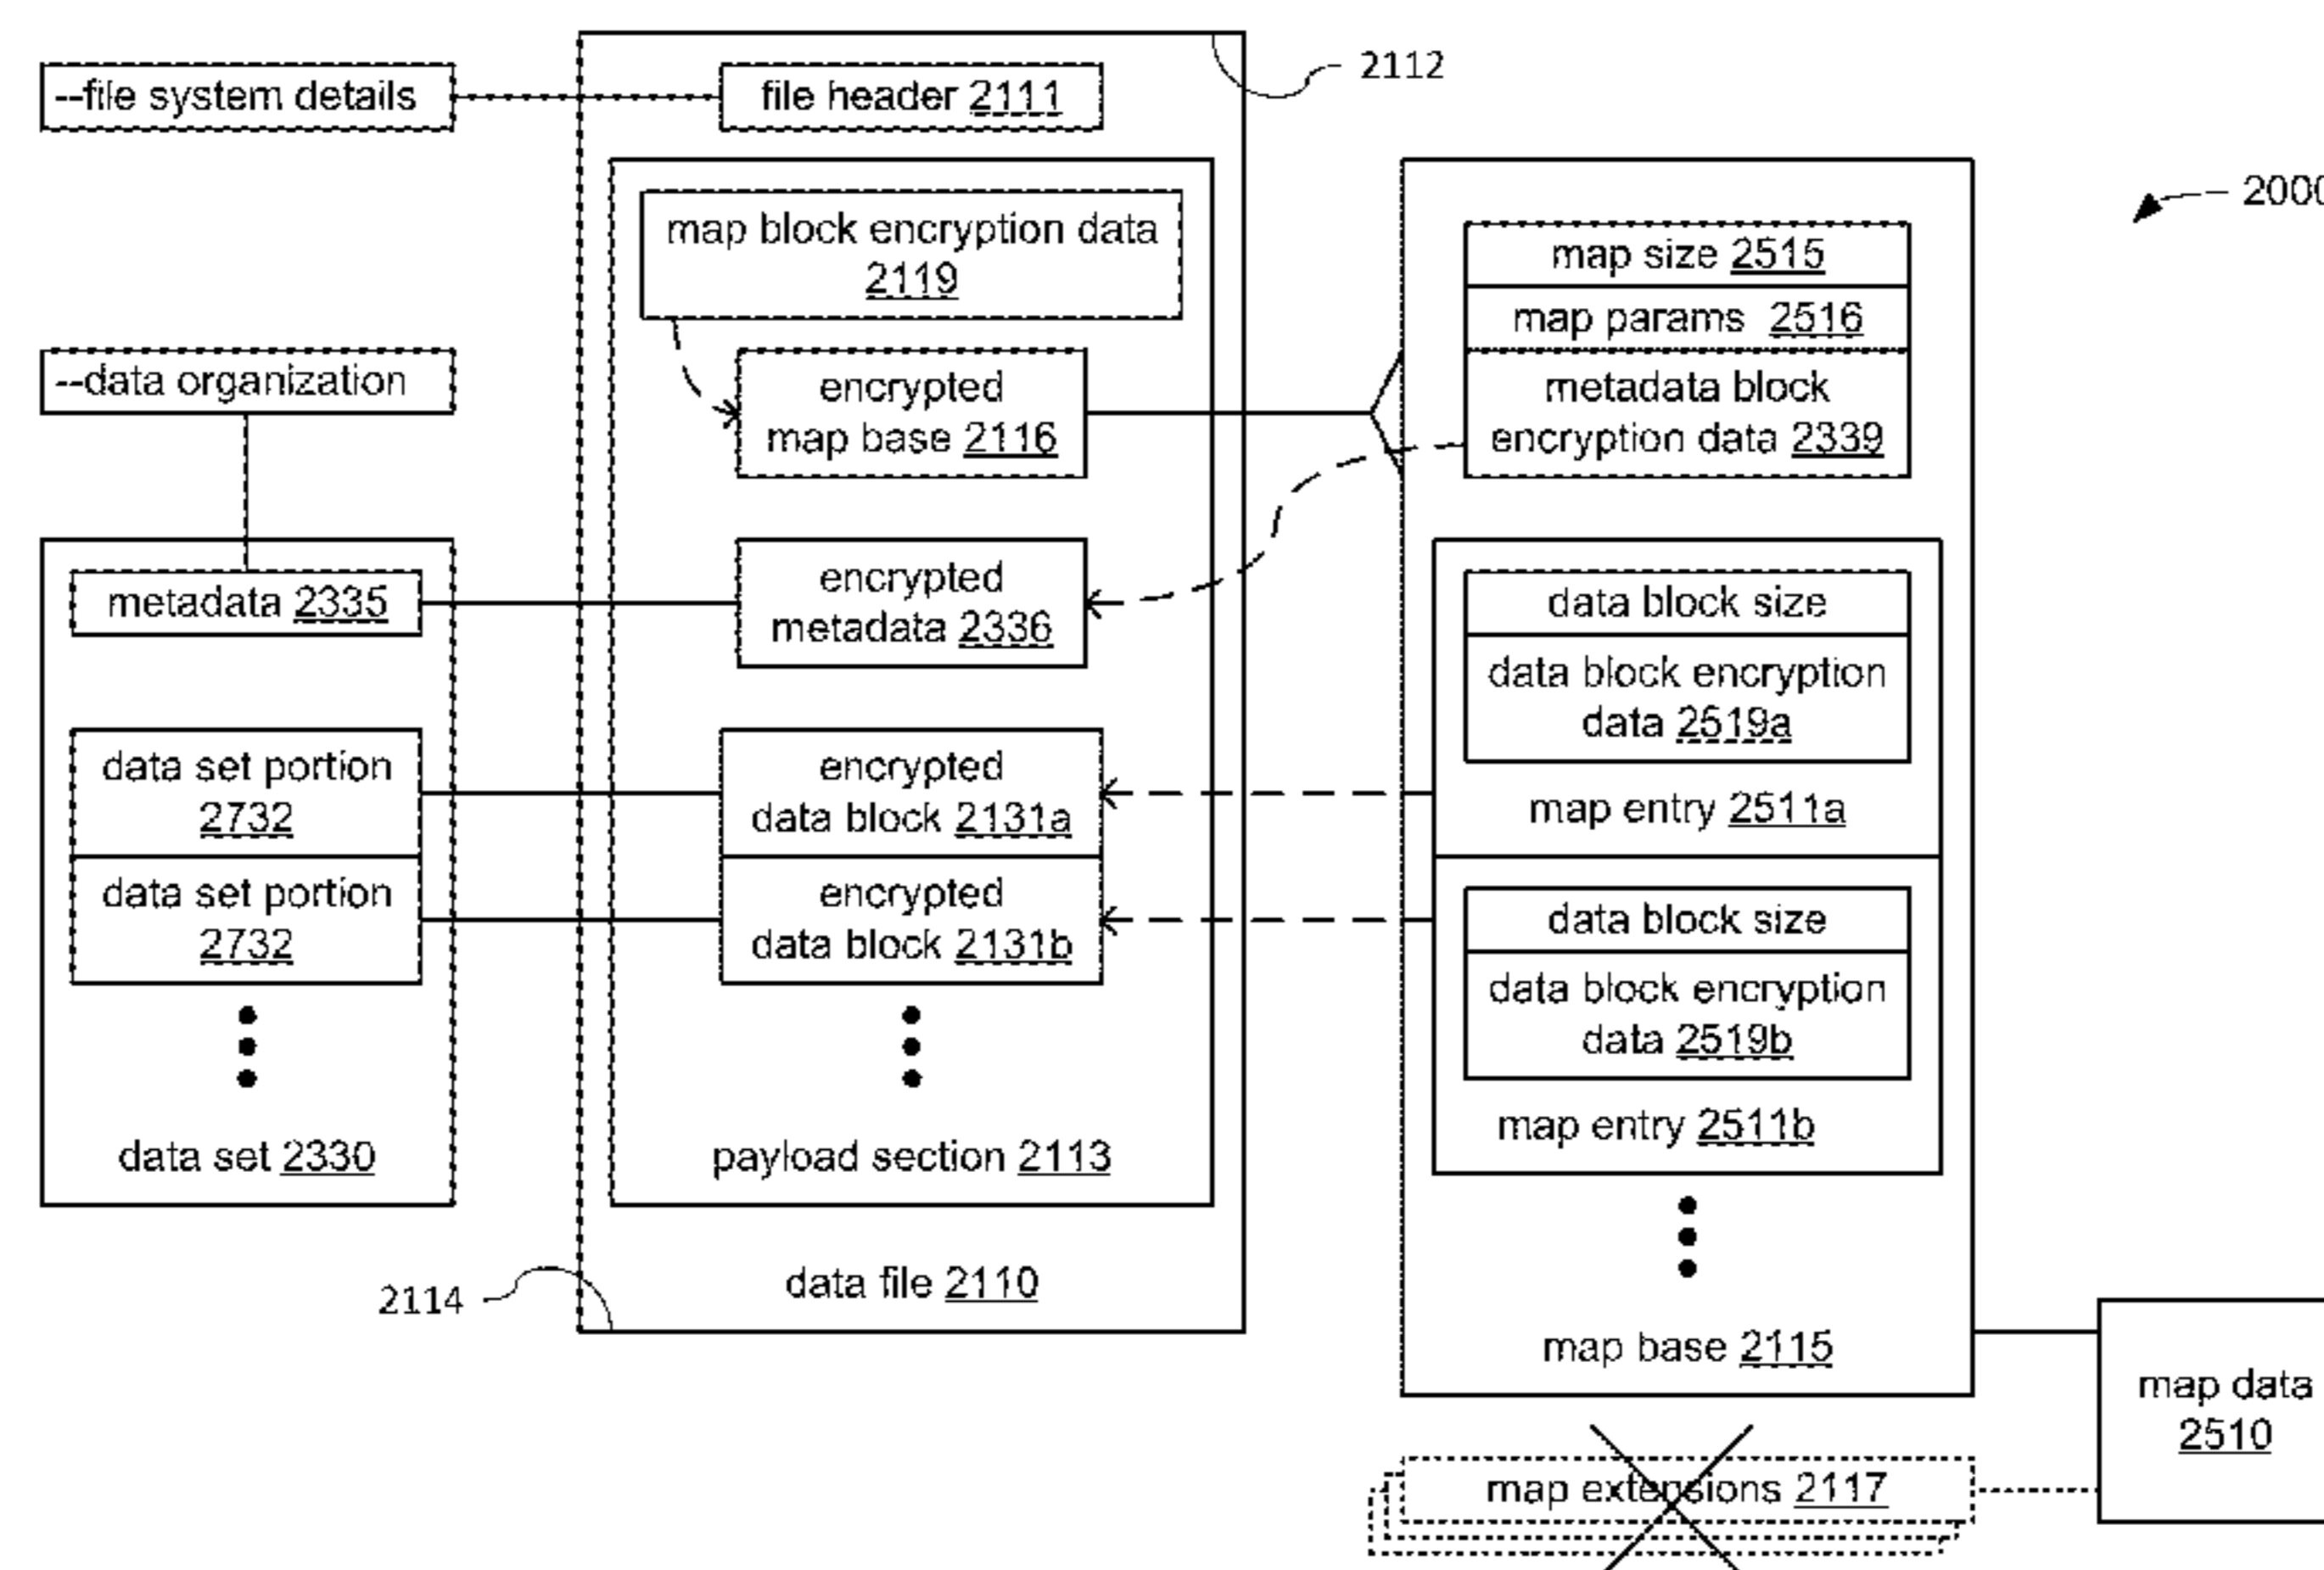 --file system details
file header 2111
2112
map block encryption data
2119
2000
map size 2515
map params 2516
metadata block
encryption data 2339
--data organization
encrypted
map base 2116
metadata 2335
encrypted
metadata 2336
data block size
data block encryption
data 2519a
map entry 2511a
data set portion
2732
encrypted
data block 2131a
data set portion
2732
encrypted
data block 2131b
data block size
data block encryption
data 2519b
map entry 2511b
data set 2330
payload section 2113
data file 2110
2114
map base 2115
map data
2510
map extensions 2117